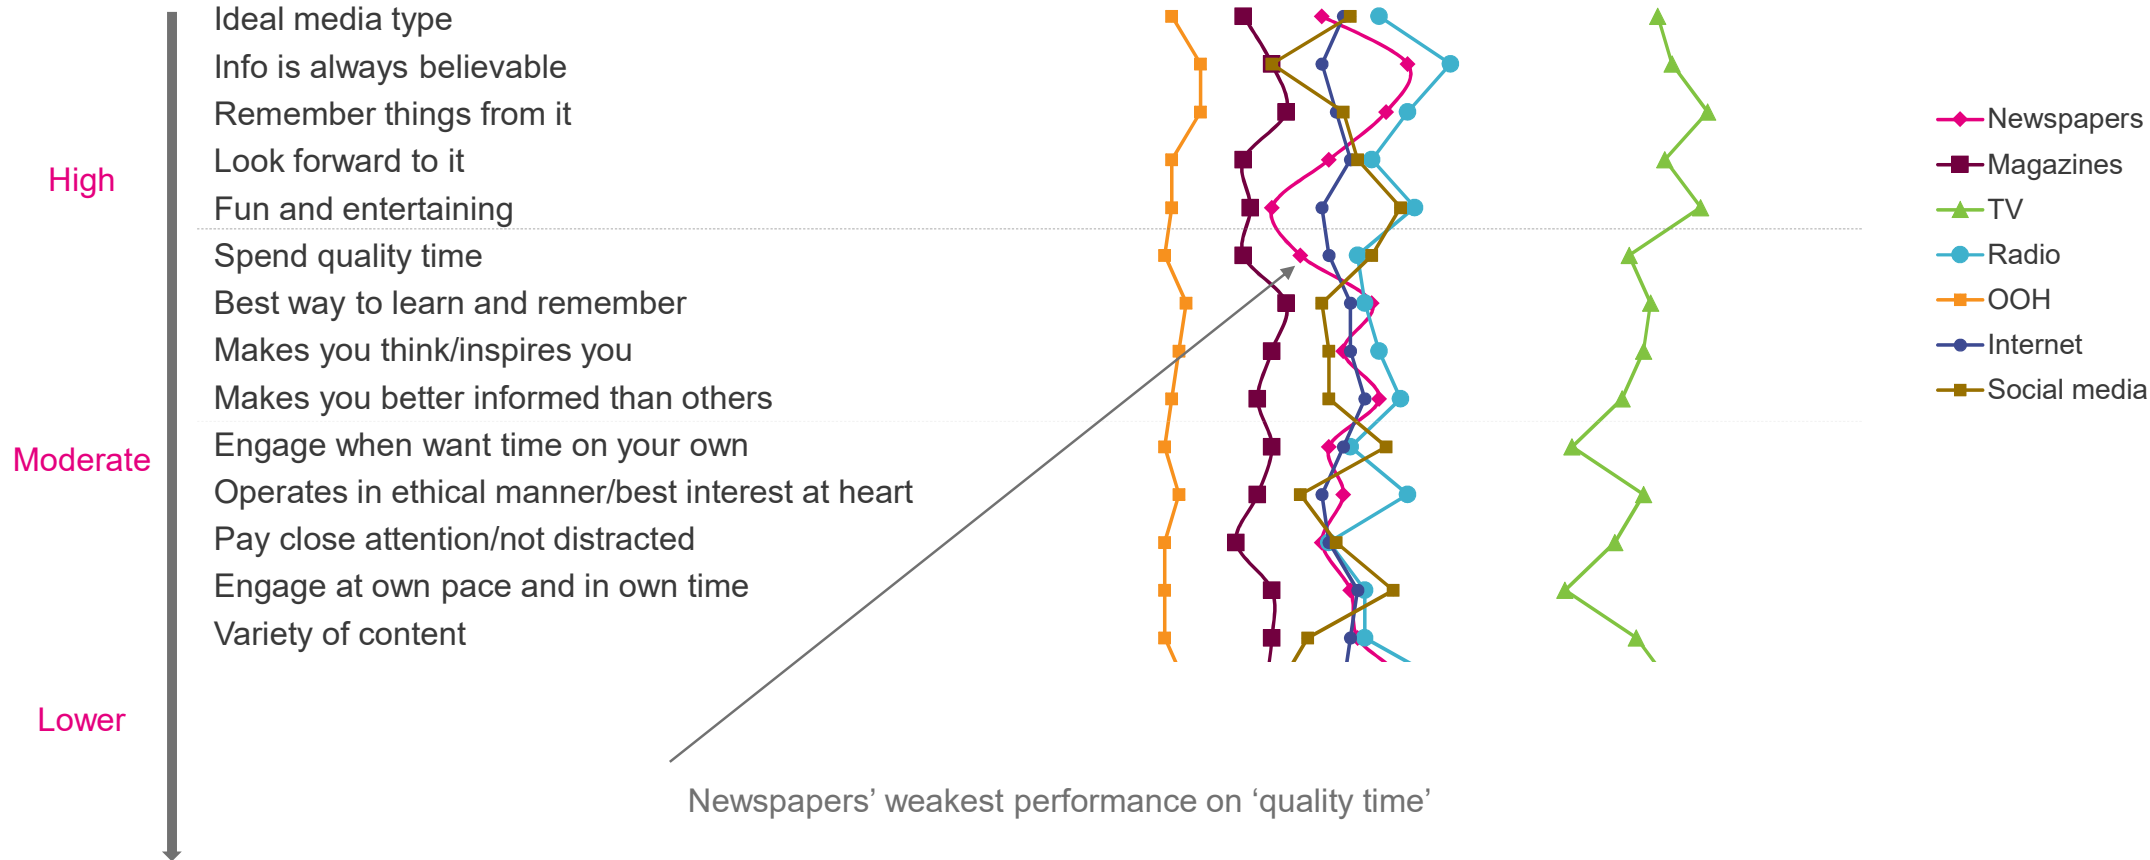 Ideal media type
Info is always believable
Remember things from it
Look forward to it
High
Fun and entertaining
Spend quality time
Best way to learn and remember
Makes you think/inspires you
Makes you better informed than others
Engage when want time on your own
Moderate
Operates in ethical manner/best interest at heart
Pay close attention/not distracted
Engage at own pace and in own time
Variety of content
Lower
Newspapers’ weakest performance on ‘quality time’
Newspapers
Magazines
TV
Radio
OOH
Internet
Social media